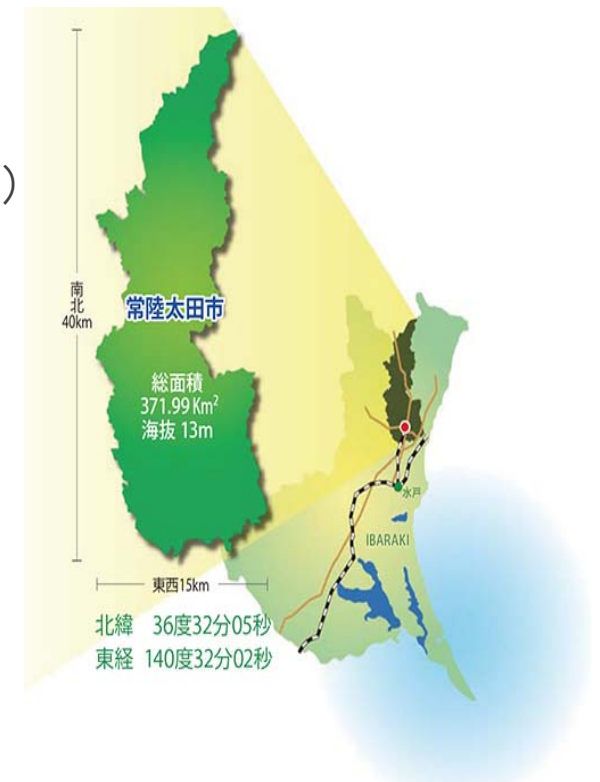 )
南北
40km
常陸太田市
総面積
371.99 Km²
海抜 13m
水戸
IBARAKI
東西15km
北緯 36度32分05秒
東経 140度32分02秒